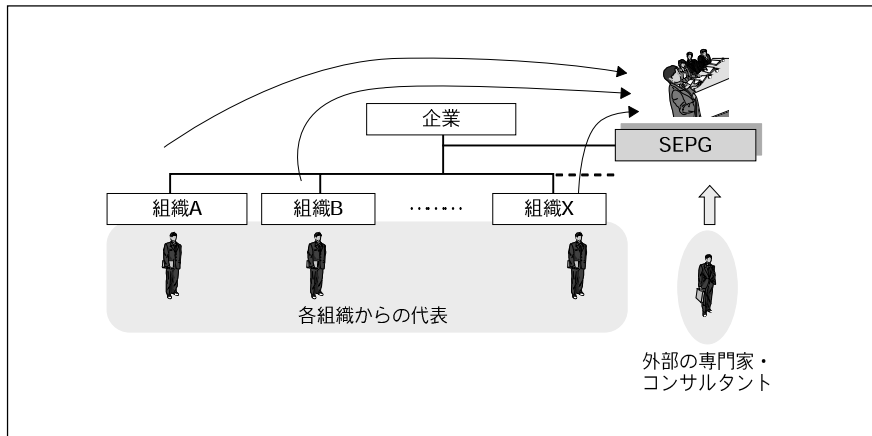 企業
SEPG
組織A
組織B
………
組織X
各組織からの代表
外部の専門家・
コンサルタント